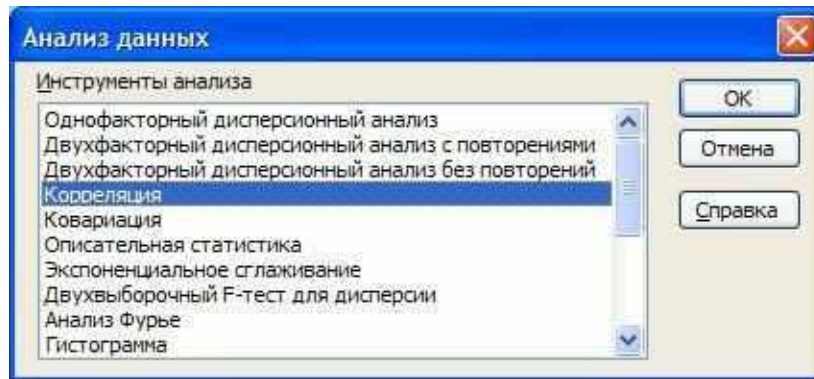 Анализ данных
Инструменты анализа
Однофакторный дисперсионный анализ
Двухфакторный дисперсионный анализ с повторениями
Двухфакторный дисперсионный анализ без повторений
Корреляция
Ковариация
Описательная статистика
Экспоненциальное сглаживание
Двухвыборочный F-тест для дисперсии
Анализ Фурье
Гистограмма
ОК
Отмена
Справка